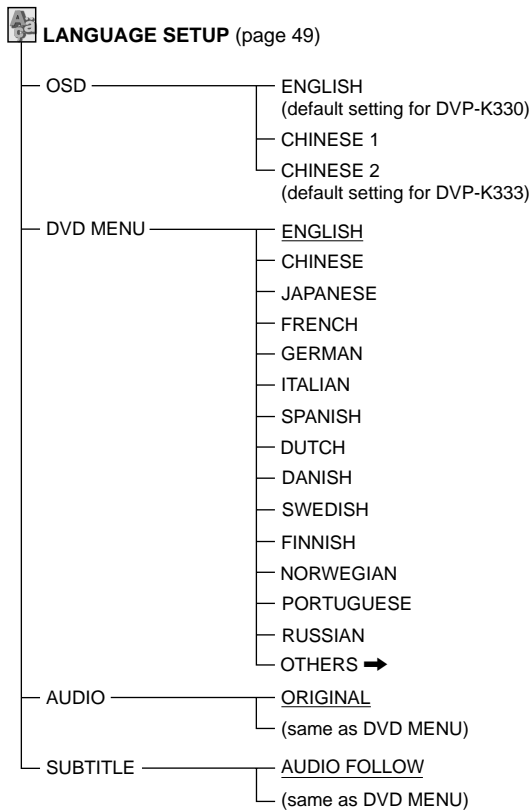 LANGUAGE SETUP (page 49)
OSD
ENGLISH
(default setting for DVP-K330)
CHINESE 1
CHINESE 2
(default setting for DVP-K333)
DVD MENU
ENGLISH
CHINESE
JAPANESE
FRENCH
GERMAN
ITALIAN
SPANISH
DUTCH
DANISH
SWEDISH
FINNISH
NORWEGIAN
PORTUGUESE
RUSSIAN
OTHERS ➡
AUDIO
ORIGINAL
(same as DVD MENU)
SUBTITLE
AUDIO FOLLOW
(same as DVD MENU)